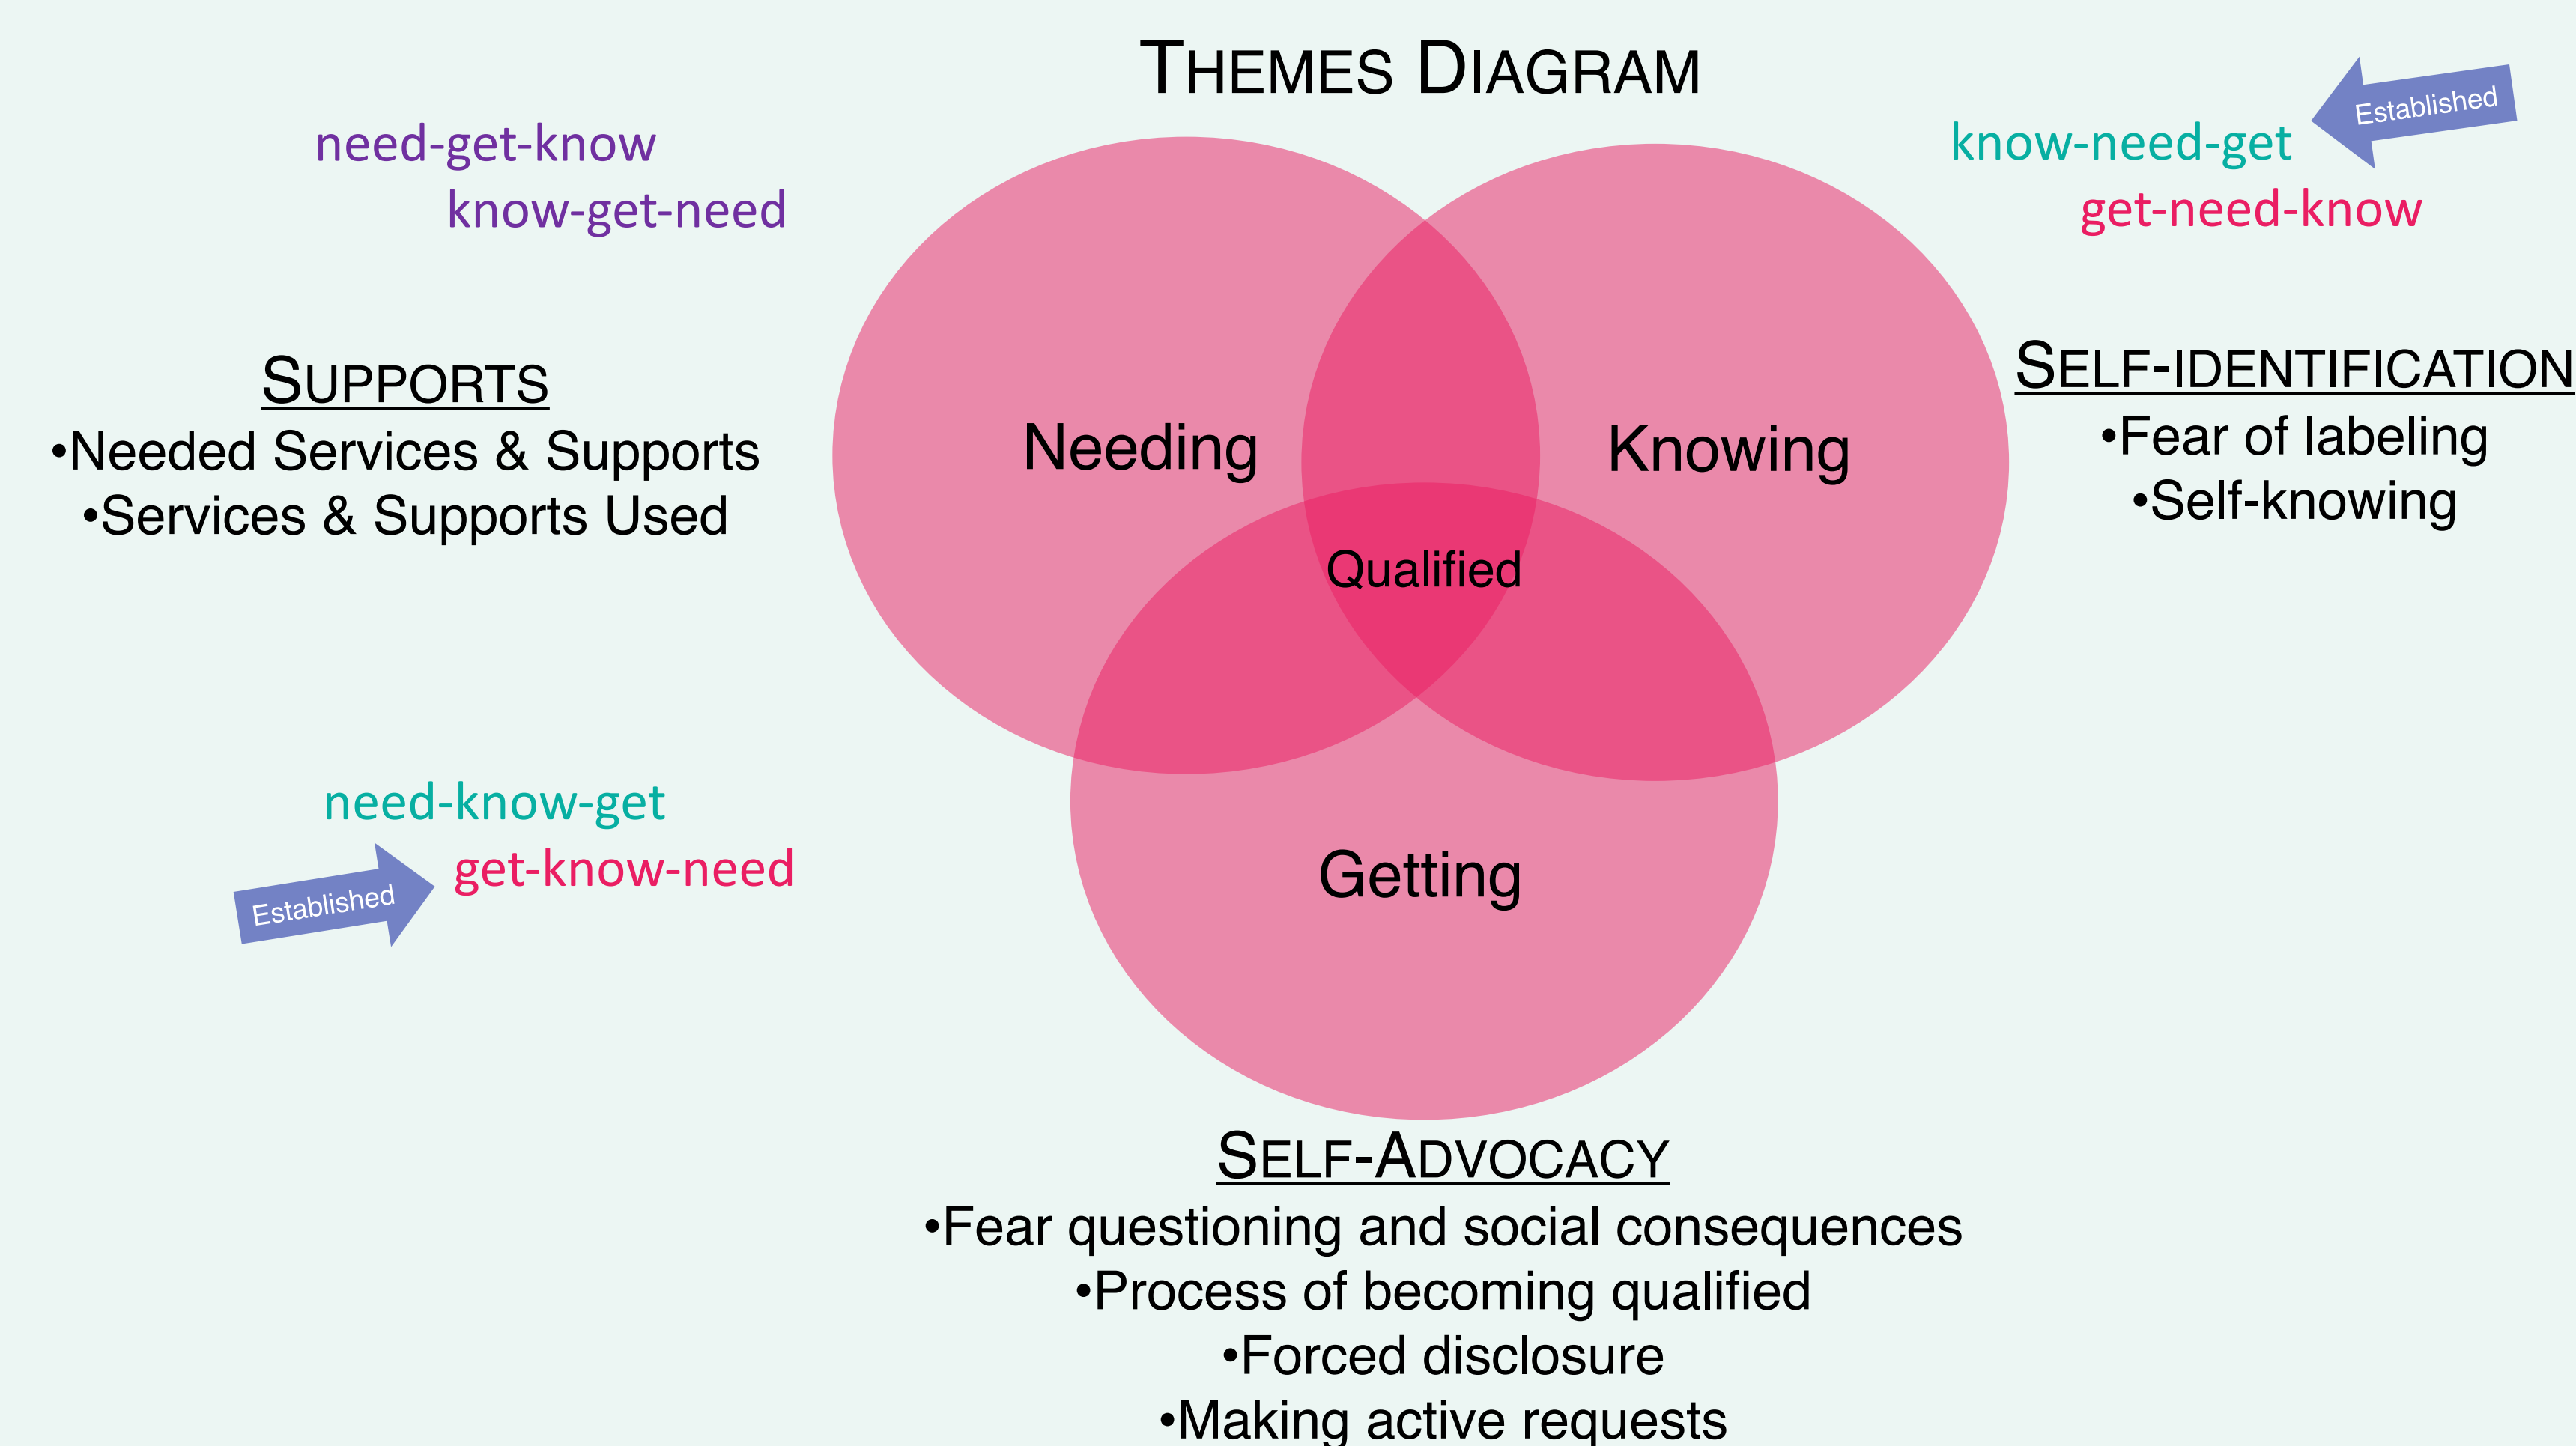 THEMES DIAGRAM
need-get-know
know-get-need
know-need-get
Established
get-need-know
SUPPORTS
•Needed Services & Supports
•Services & Supports Used
Needing
Knowing
Qualified
Getting
SELF-IDENTIFICATION
•Fear of labeling
•Self-knowing
need-know-get
get-know-need
Established
SELF-ADVOCACY
•Fear questioning and social consequences
•Process of becoming qualified
•Forced disclosure
•Making active requests